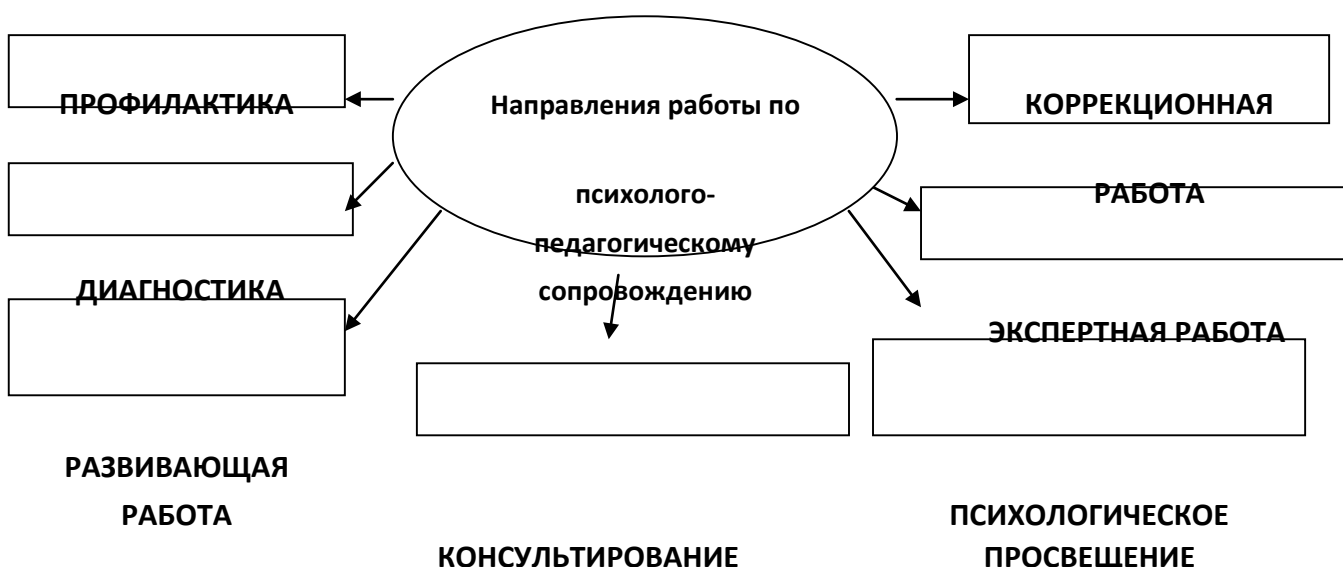 ПРОФИЛАКТИКА
Направления работы по
психолого-
педагогическому
сопровождению
КОРРЕКЦИОННАЯ
РАБОТА
ДИАГНОСТИКА
ЭКСПЕРТНАЯ РАБОТА
РАЗВИВАЮЩАЯ
РАБОТА
КОНСУЛЬТИРОВАНИЕ
ПСИХОЛОГИЧЕСКОЕ
ПРОСВЕЩЕНИЕ